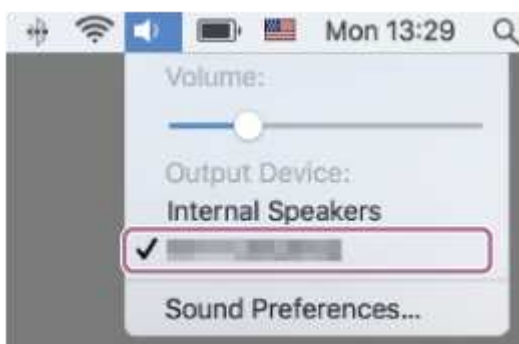 Mon 13:29
Volume:
Output Device:
Internal Speakers
Sound Preferences...